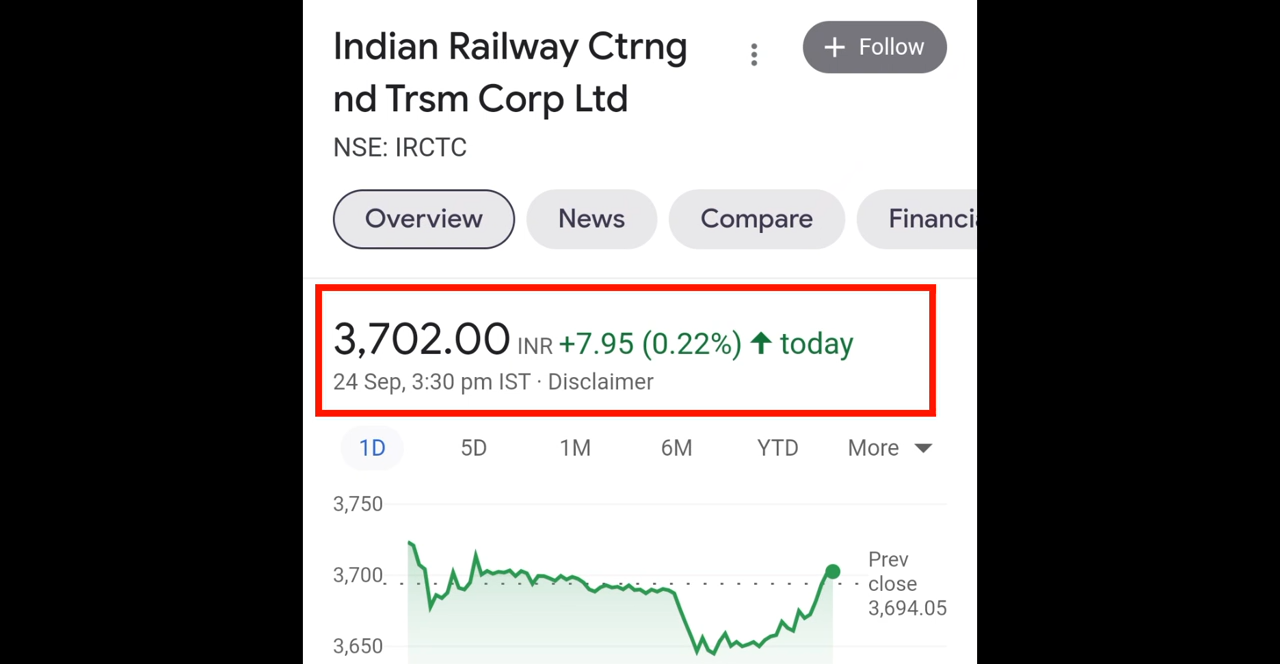 Indian Railway Ctrng
nd Trsm Corp Ltd
+ Follow
NSE: IRCTC
Overview
News
Compare
Financia
3,702.00 INR +7.95 (0.22%) ↑ today
24 Sep, 3:30 pm IST · Disclaimer
1D 5D 1M 6M YTD More
3,750
3,700
3,650
Prev
close
3,694.05